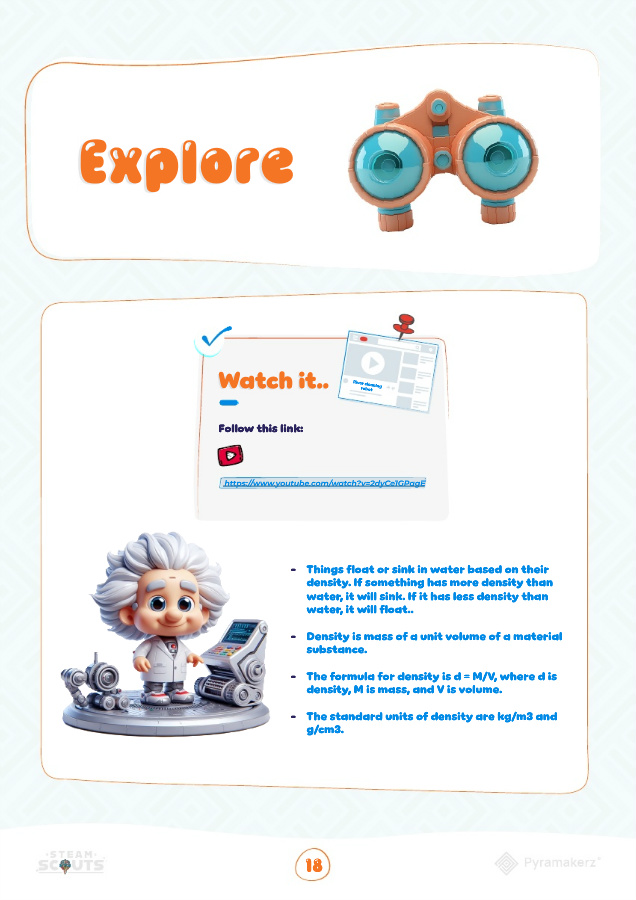 Explore
Watch it..
River cleaning
robot
Follow this link:
https://www.youtube.com/watch?v=2dyCe1GPagE
- Things float or sink in water based on their
density. If something has more density than
water, it will sink. If it has less density than
water, it will float..
- Density is mass of a unit volume of a material
substance.
- The formula for density is d = M/V, where d is
density, M is mass, and V is volume.
- The standard units of density are kg/m3 and
g/cm3.
STEAM
SCOUTS
18
Pyramakerz